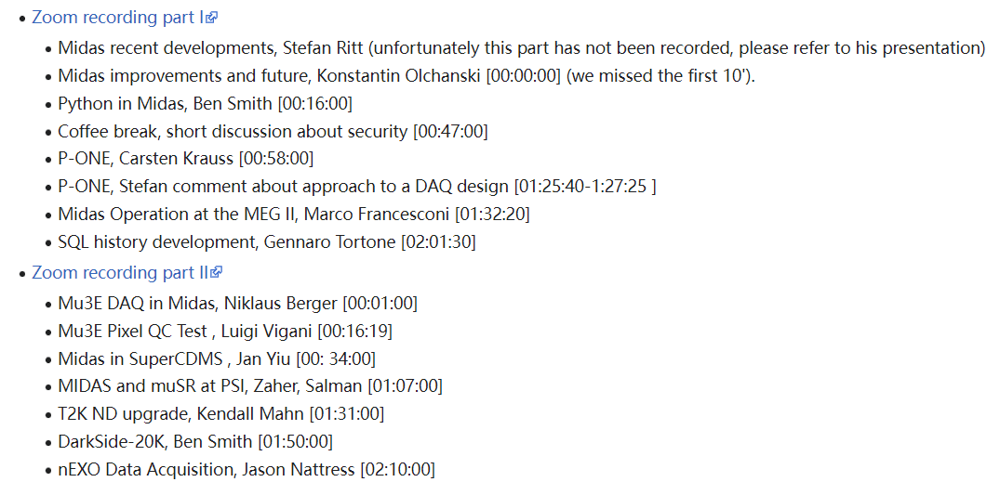 Zoom recording part I
Midas recent developments, Stefan Ritt (unfortunately this part has not been recorded, please refer to his presentation)
Midas improvements and future, Konstantin Olchanski [00:00:00] (we missed the first 10').
Python in Midas, Ben Smith [00:16:00]
Coffee break, short discussion about security [00:47:00]
P-ONE, Carsten Krauss [00:58:00]
P-ONE, Stefan comment about approach to a DAQ design [01:25:40-1:27:25 ]
Midas Operation at the MEG II, Marco Francesconi [01:32:20]
SQL history development, Gennaro Tortone [02:01:30]
Zoom recording part II
Mu3E DAQ in Midas, Niklaus Berger [00:01:00]
Mu3E Pixel QC Test , Luigi Vigani [00:16:19]
Midas in SuperCDMS , Jan Yiu [00: 34:00]
MIDAS and muSR at PSI, Zaher, Salman [01:07:00]
T2K ND upgrade, Kendall Mahn [01:31:00]
DarkSide-20K, Ben Smith [01:50:00]
nEXO Data Acquisition, Jason Nattress [02:10:00]